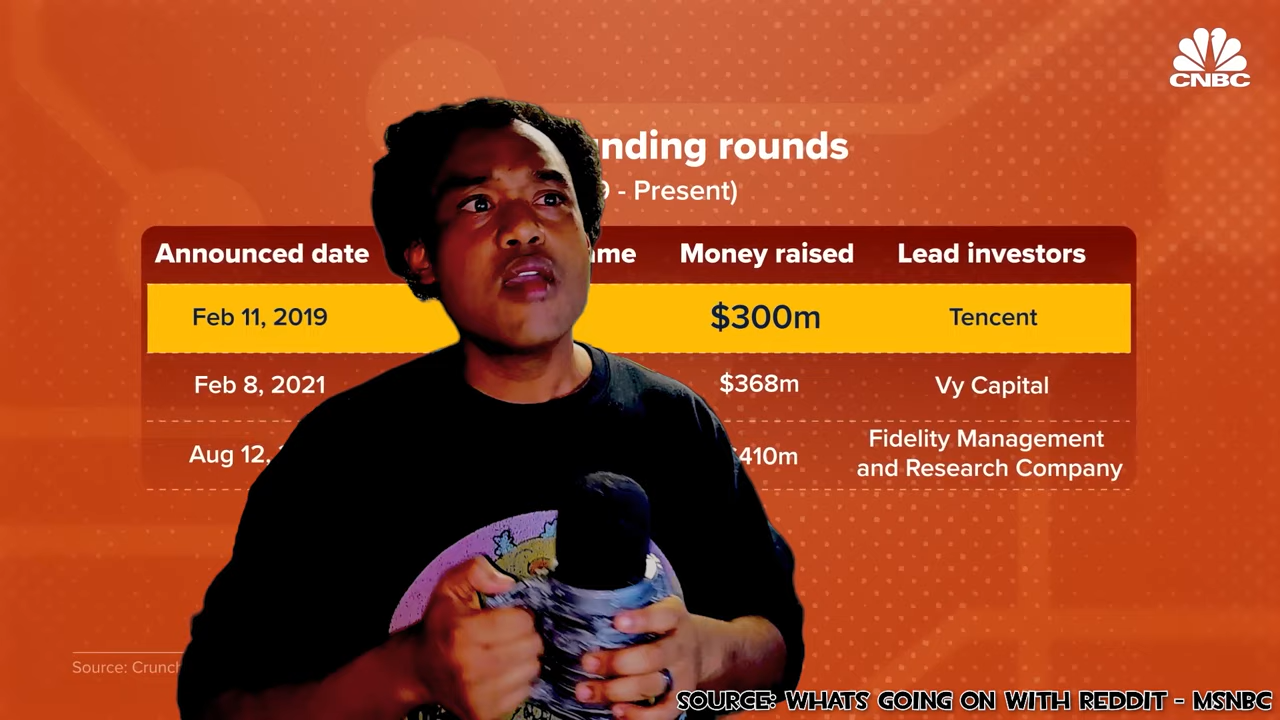 CNBC
nding rounds
9 - Present)
Announced date me Money raised Lead investors
Feb 11, 2019 $300m Tencent
Feb 8, 2021 $368m Vy Capital
Aug 12, 410m Fidelity Management
and Research Company
Source: Crunch
SOURCE: WHATS GOING ON WITH REDDIT - MSNBC